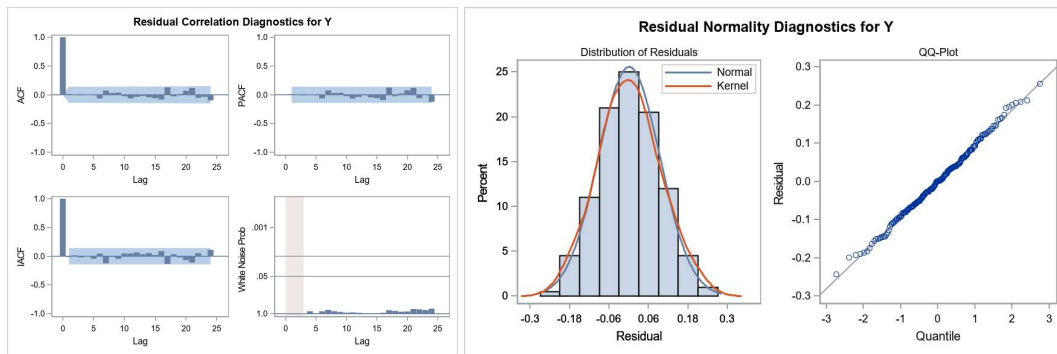 Residual Correlation Diagnostics for Y
1.0
0.5
0.0
-0.5
-1.0
ACF
0 5 10 15 20 25
Lag
1.0
0.5
0.0
-0.5
-1.0
PACF
0 5 10 15 20 25
Lag
1.0
0.5
0.0
-0.5
-1.0
IACF
0 5 10 15 20 25
Lag
.001
.05
1.0
White Noise Prob
0 5 10 15 20 25
Lag
Residual Normality Diagnostics for Y
Distribution of Residuals
Normal
Kernel
25
20
15
10
5
0
Percent
-0.3 -0.18 -0.06 0.06 0.18 0.3
Residual
QQ-Plot
0.3
0.2
0.1
0.0
-0.1
-0.2
-0.3
Residual
-3 -2 -1 0 1 2 3
Quantile